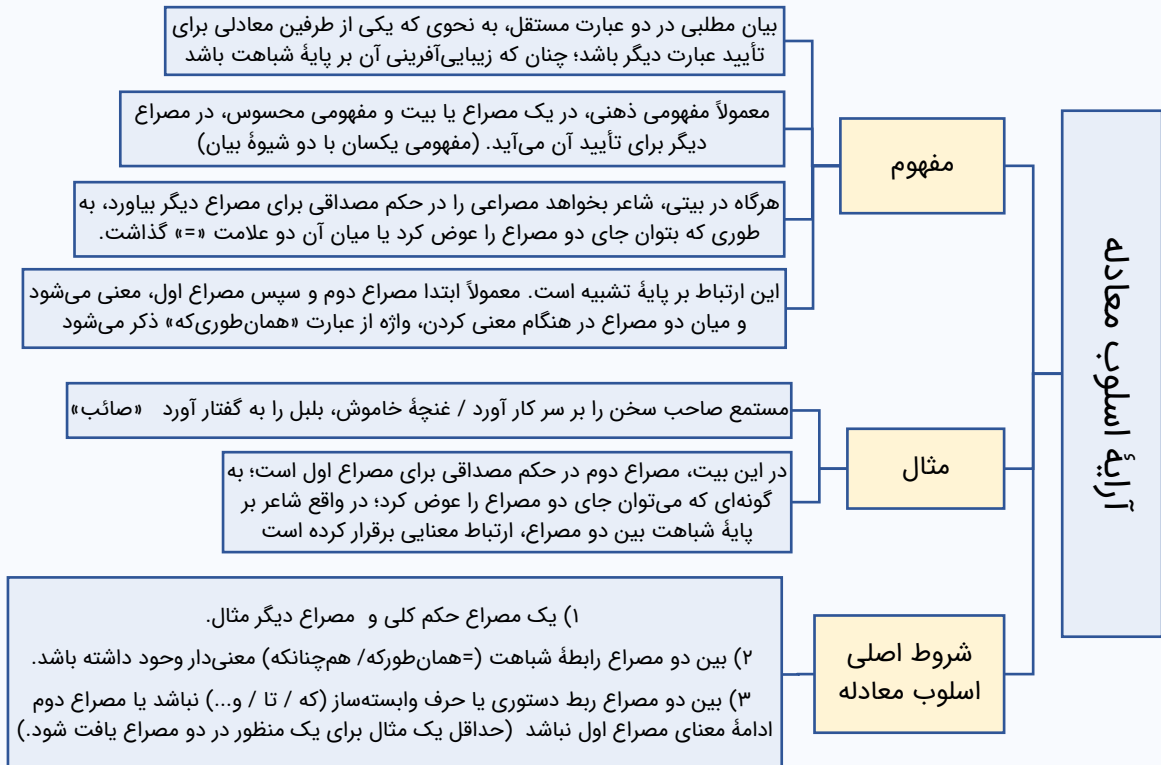 آرایهٔ اسلوب معادله
مفهوم
بیان مطلبی در دو عبارت مستقل، به نحوی که یکی از طرفین معادلی برای
تأیید عبارت دیگر باشد؛ چنان که زیبایی‌آفرینی آن بر پایهٔ شباهت باشد
معمولاً مفهومی ذهنی، در یک مصراع یا بیت و مفهومی محسوس، در مصراع
دیگر برای تأیید آن می‌آید. (مفهومی یکسان با دو شیوهٔ بیان)
هرگاه در بیتی، شاعر بخواهد مصراعی را در حکم مصداقی برای مصراع دیگر بیاورد، به
طوری که بتوان جای دو مصراع را عوض کرد یا میان آن دو علامت «=» گذاشت.
این ارتباط بر پایهٔ تشبیه است. معمولاً ابتدا مصراع دوم و سپس مصراع اول، معنی می‌شود
و میان دو مصراع در هنگام معنی کردن، واژه از عبارت «همان‌طوری‌که» ذکر می‌شود
مثال
مستمع صاحب سخن را بر سر کار آورد / غنچهٔ خاموش، بلبل را به گفتار آورد «صائب»
در این بیت، مصراع دوم در حکم مصداقی برای مصراع اول است؛ به
گونه‌ای که می‌توان جای دو مصراع را عوض کرد؛ در واقع شاعر بر
پایهٔ شباهت بین دو مصراع، ارتباط معنایی برقرار کرده است
شروط اصلی
اسلوب معادله
۱) یک مصراع حکم کلی و مصراع دیگر مثال.
۲) بین دو مصراع رابطهٔ شباهت (=همان‌طورکه/ هم‌چنانکه) معنی‌دار وحود داشته باشد.
۳) بین دو مصراع ربط دستوری یا حرف وابسته‌ساز (که / تا / و...) نباشد یا مصراع دوم
ادامهٔ معنای مصراع اول نباشد (حداقل یک مثال برای یک منظور در دو مصراع یافت شود.)